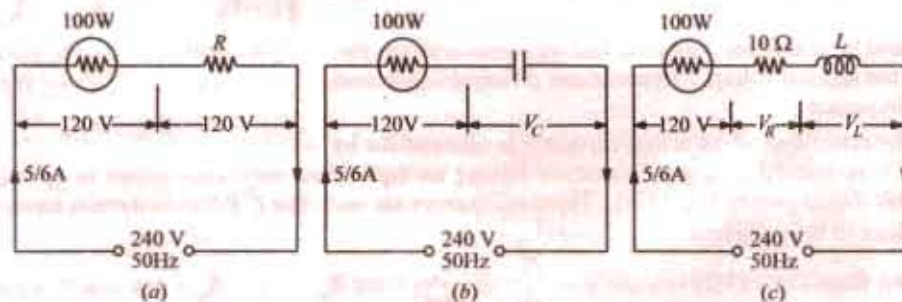 100W
R
120 V
120 V
5/6A
240 V
50Hz
(a)
100W
120V
V_C
5/6A
240 V
50Hz
(b)
100W
10 Ω
L
120 V
V_R
V_L
5/6A
240 V
50Hz
(c)